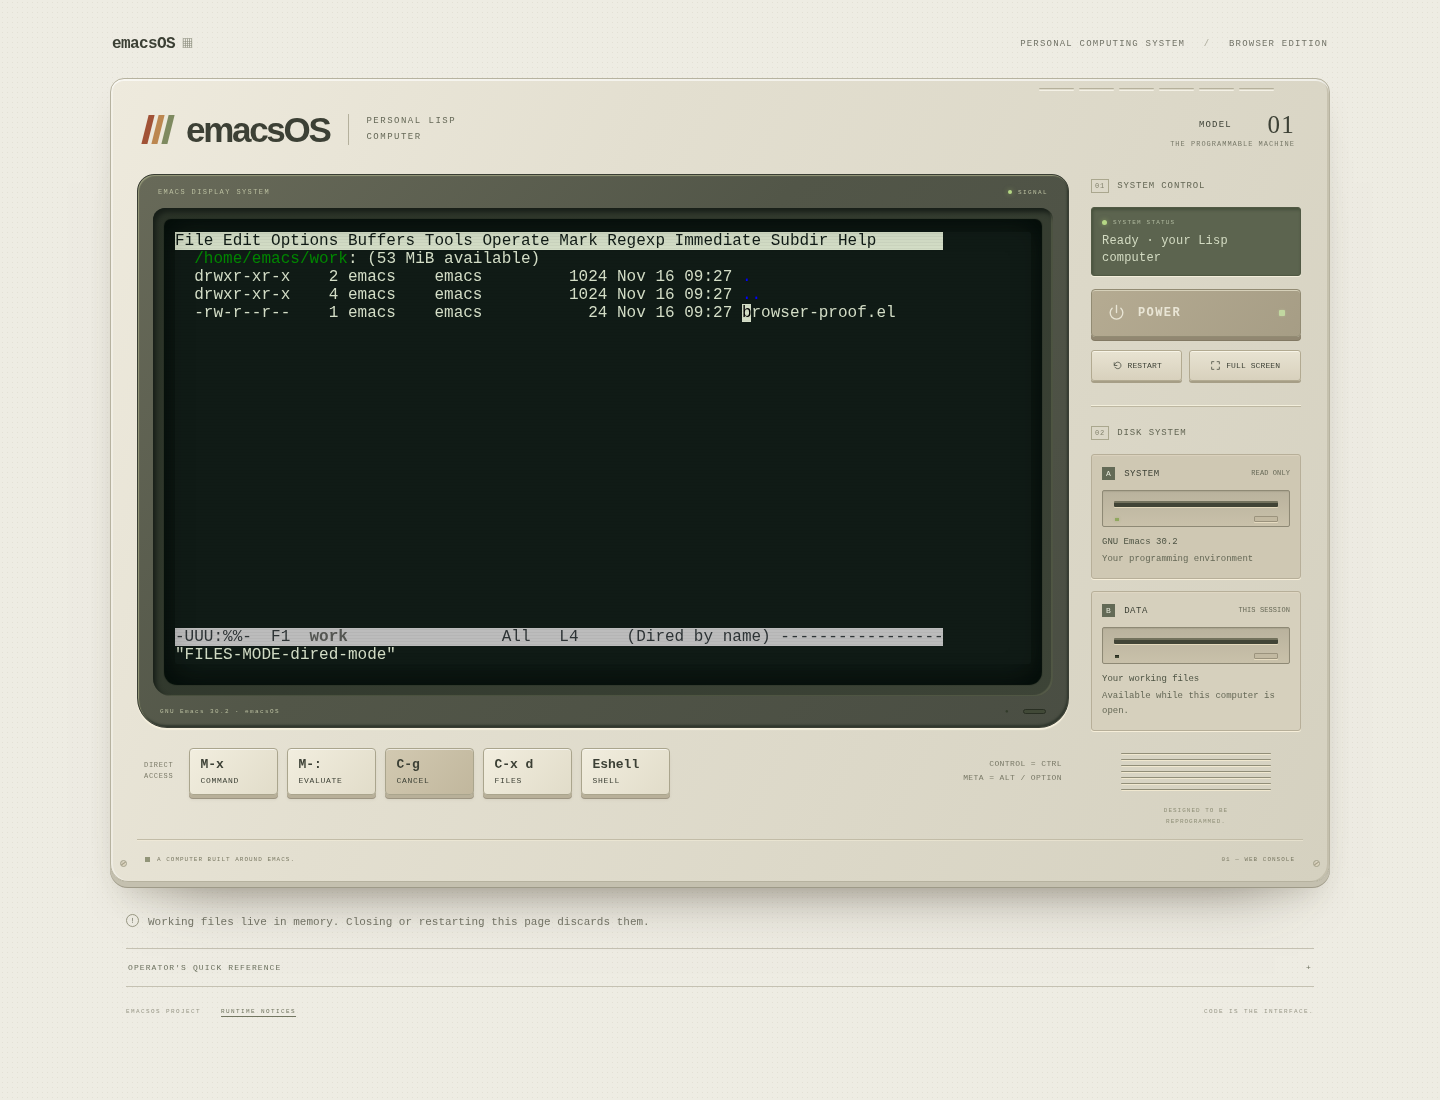 emacsOS
PERSONAL COMPUTING SYSTEM / BROWSER EDITION
emacsOS
PERSONAL LISP
COMPUTER
MODEL 01
THE PROGRAMMABLE MACHINE
EMACS DISPLAY SYSTEM
SIGNAL
File Edit Options Buffers Tools Operate Mark Regexp Immediate Subdir Help
/home/emacs/work: (53 MiB available)
drwxr-xr-x 2 emacs emacs 1024 Nov 16 09:27 .
drwxr-xr-x 4 emacs emacs 1024 Nov 16 09:27 ..
-rw-r--r-- 1 emacs emacs 24 Nov 16 09:27 browser-proof.el
-UUU:%%- F1 work All L4 (Dired by name) -----------------
"FILES-MODE-dired-mode"
GNU Emacs 30.2 - emacsOS
01 SYSTEM CONTROL
SYSTEM STATUS
Ready · your Lisp
computer
POWER
RESTART
FULL SCREEN
02 DISK SYSTEM
A SYSTEM READ ONLY
GNU Emacs 30.2
Your programming environment
B DATA THIS SESSION
Your working files
Available while this computer is
open.
DIRECT
ACCESS
M-x
COMMAND
M-:
EVALUATE
C-g
CANCEL
C-x d
FILES
Eshell
SHELL
CONTROL = CTRL
META = ALT / OPTION
DESIGNED TO BE
REPROGRAMMED.
A COMPUTER BUILT AROUND EMACS.
01 — WEB CONSOLE
! Working files live in memory. Closing or restarting this page discards them.
OPERATOR'S QUICK REFERENCE +
EMACSOS PROJECT RUNTIME NOTICES
CODE IS THE INTERFACE.